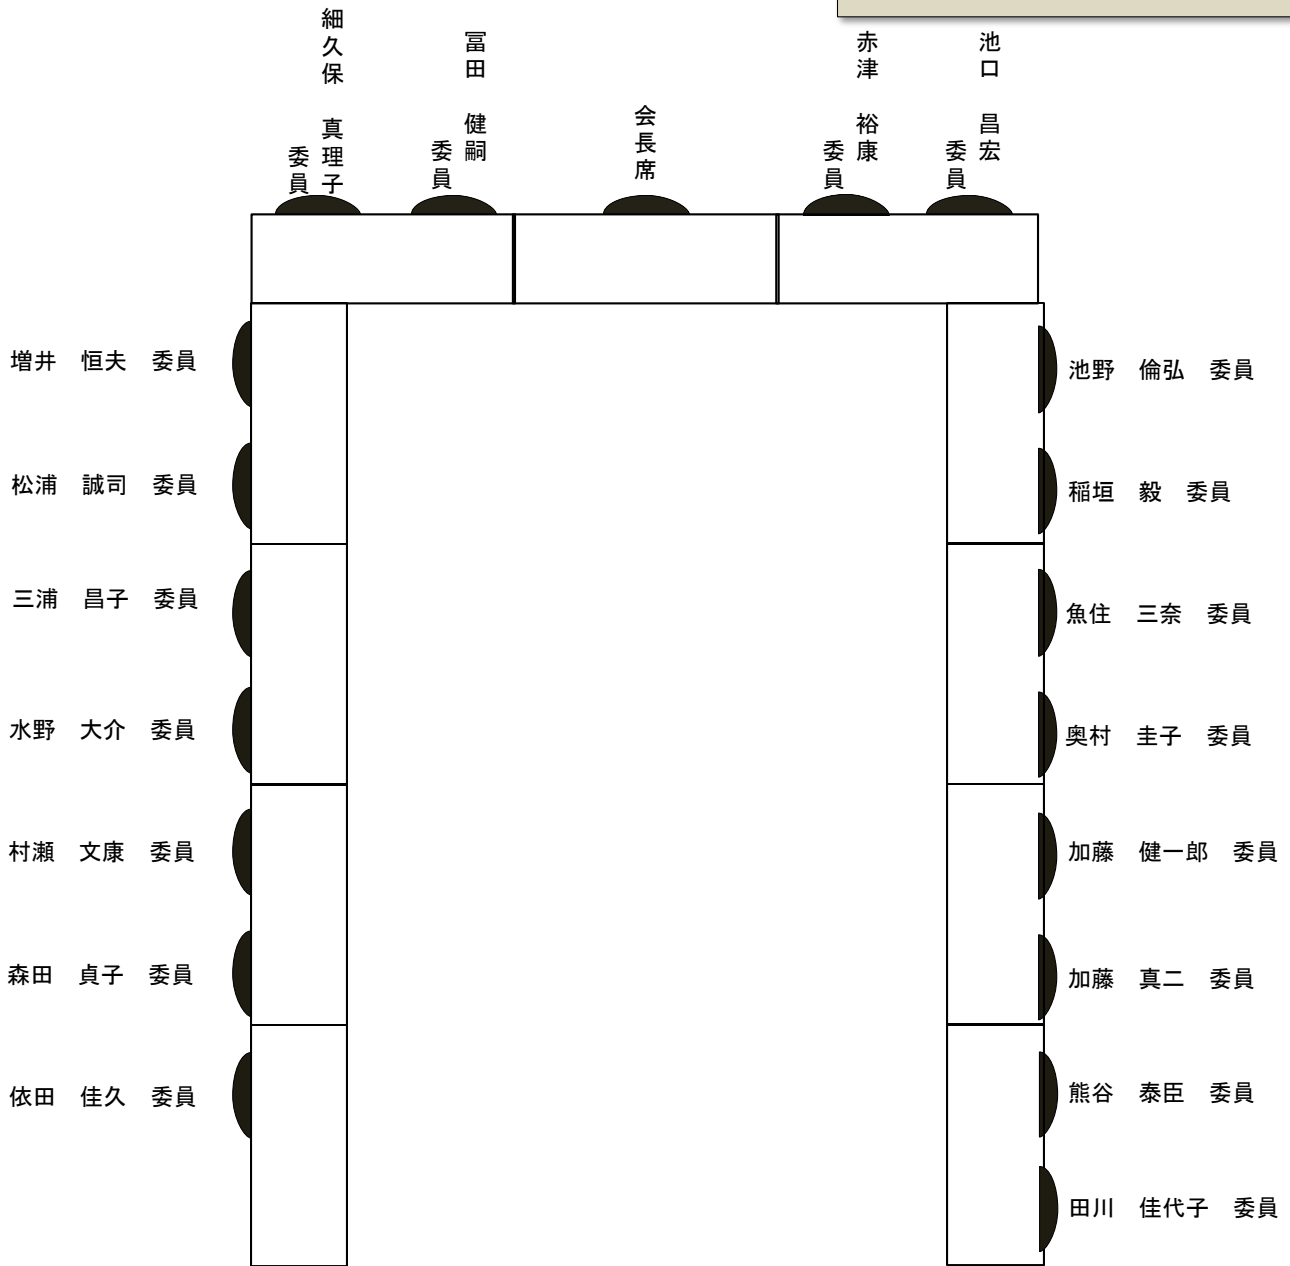 細久保　真理子
委員
冨田　健嗣
委員
会長席
赤津　裕康
委員
池口　昌宏
委員
増井　恒夫　委員
松浦　誠司　委員
三浦　昌子　委員
水野　大介　委員
村瀬　文康　委員
森田　貞子　委員
依田　佳久　委員
池野　倫弘　委員
稲垣　毅　委員
魚住　三奈　委員
奥村　圭子　委員
加藤　健一郎　委員
加藤　真二　委員
熊谷　泰臣　委員
田川　佳代子　委員